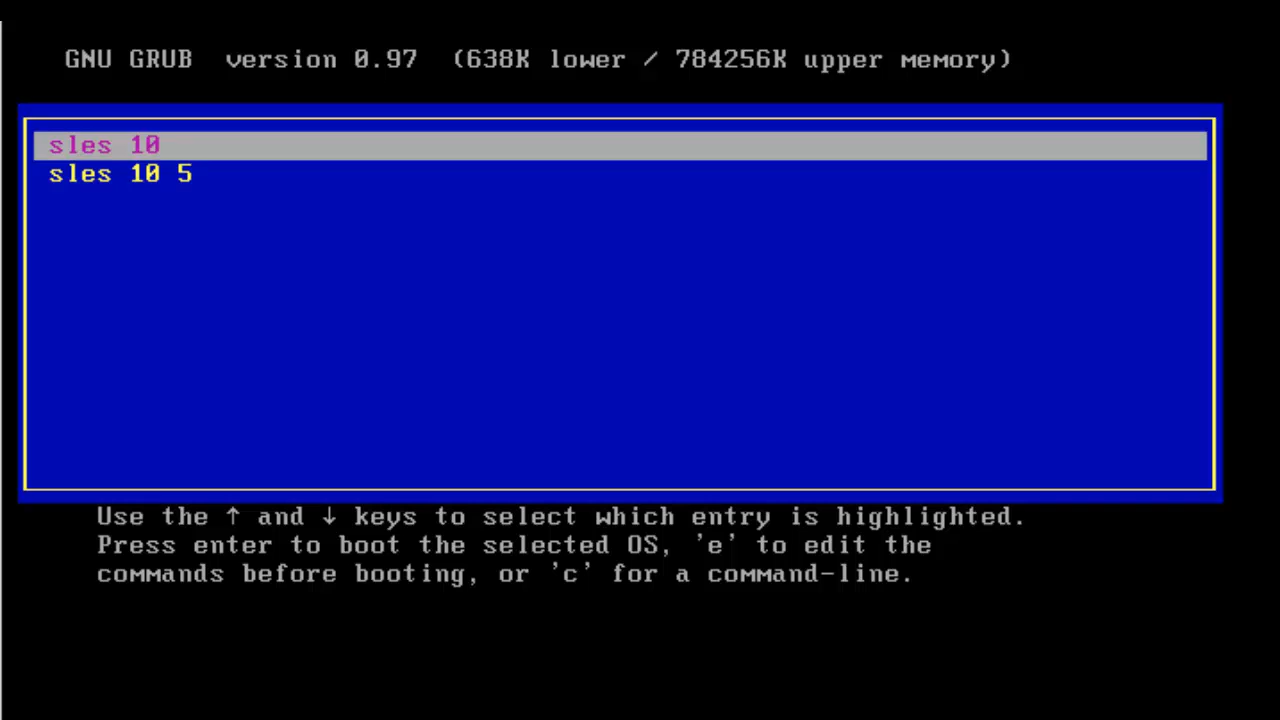 GNU GRUB version 0.97 (638K lower / 784256K upper memory)
sles 10
sles 10 5
Use the ↑ and ↓ keys to select which entry is highlighted.
Press enter to boot the selected OS, 'e' to edit the
commands before booting, or 'c' for a command-line.